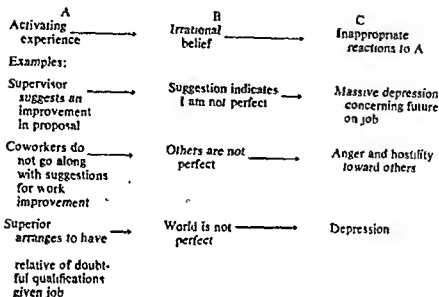 A B C
Activating experience
Irrational belief
Inappropriate reactions to A
Examples:
Supervisor
suggests an
improvement
in proposal
Suggestion indicates
I am not perfect
Massive depression
concerning future
on job
Coworkers do
not go along
with suggestions
for work
improvement
Others are not
perfect
Anger and hostility
toward others
Superior
arranges to have
relative of doubt-
ful qualifications
given job
World is not
perfect
Depression